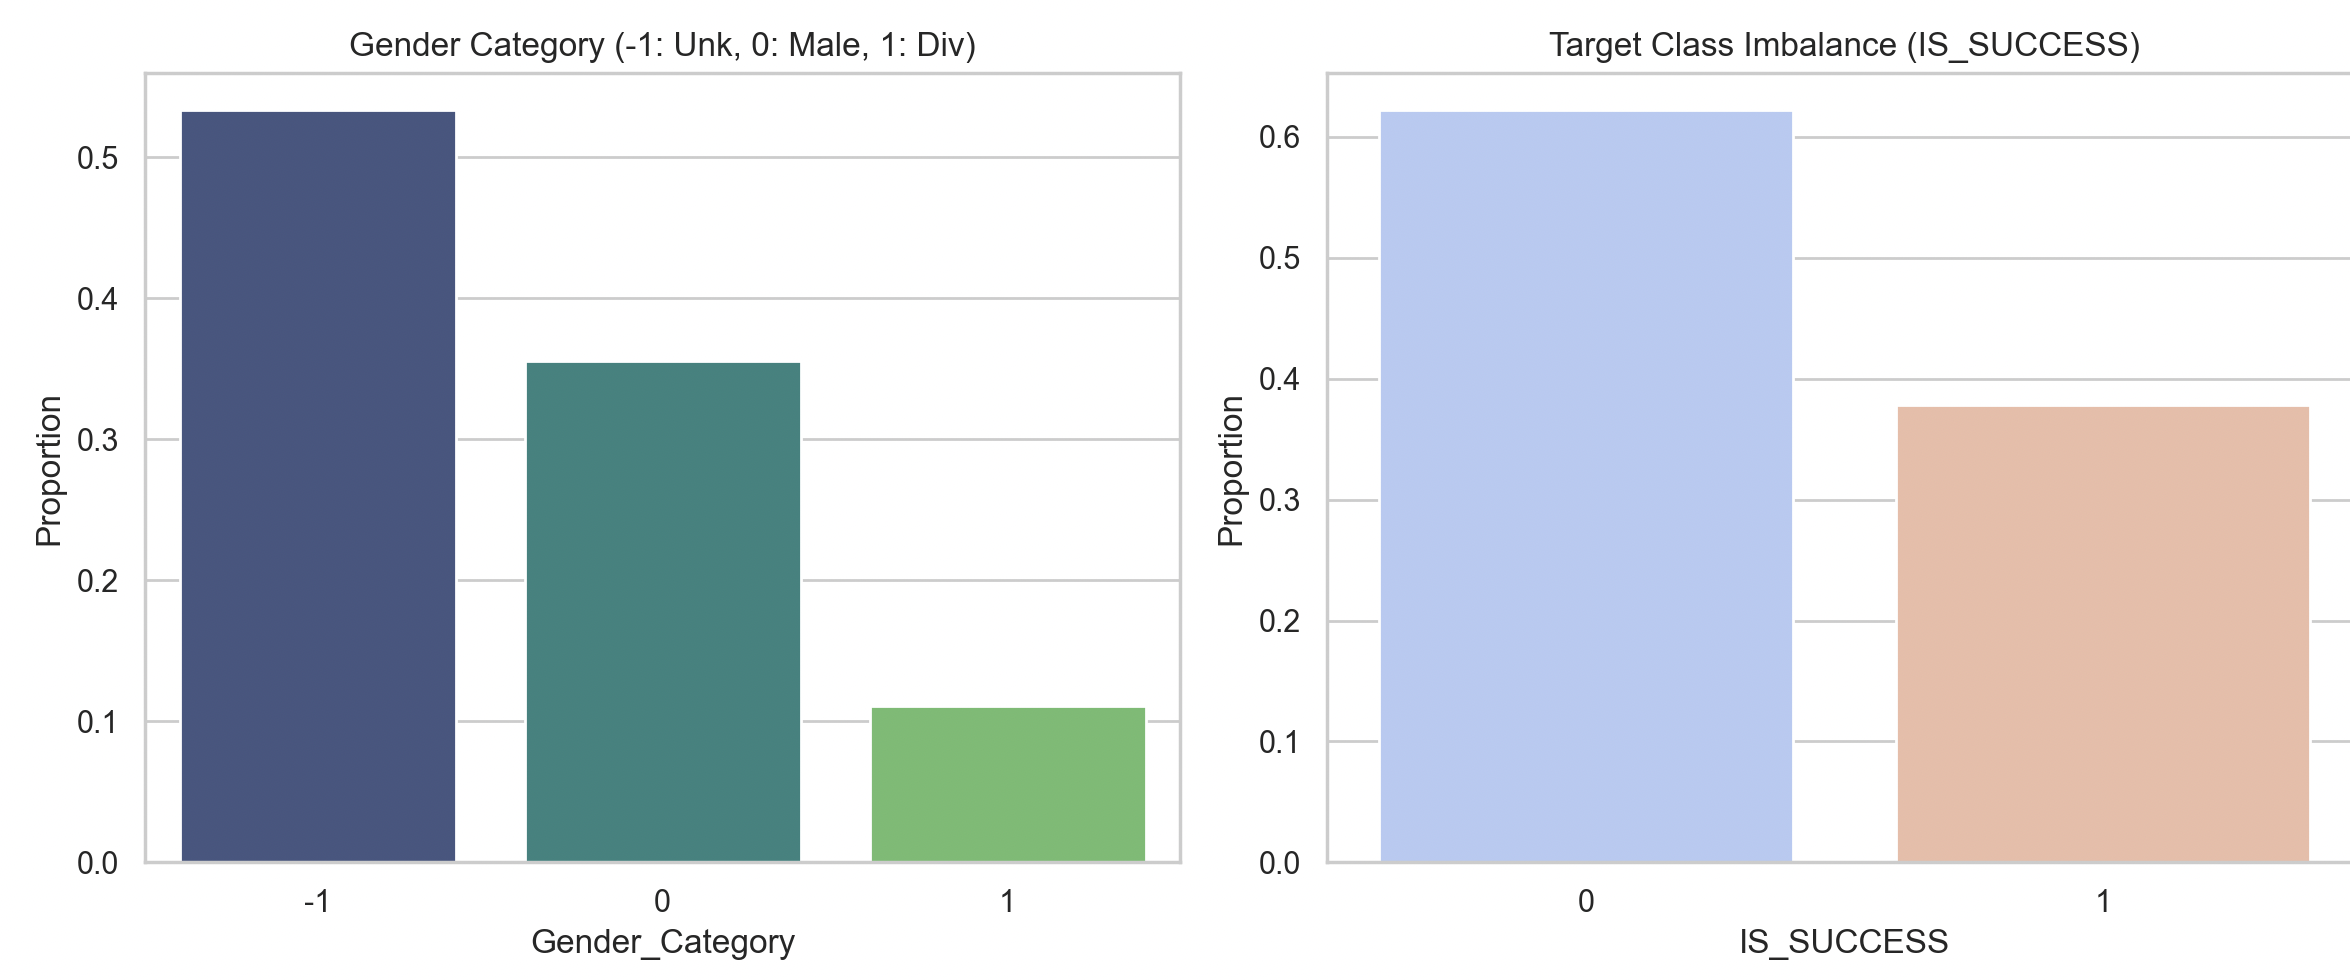 Gender Category (-1: Unk, 0: Male, 1: Div)
Proportion
0.5
0.4
0.3
0.2
0.1
0.0
-1 0 1
Gender_Category
Target Class Imbalance (IS_SUCCESS)
Proportion
0.6
0.5
0.4
0.3
0.2
0.1
0.0
0 1
IS_SUCCESS